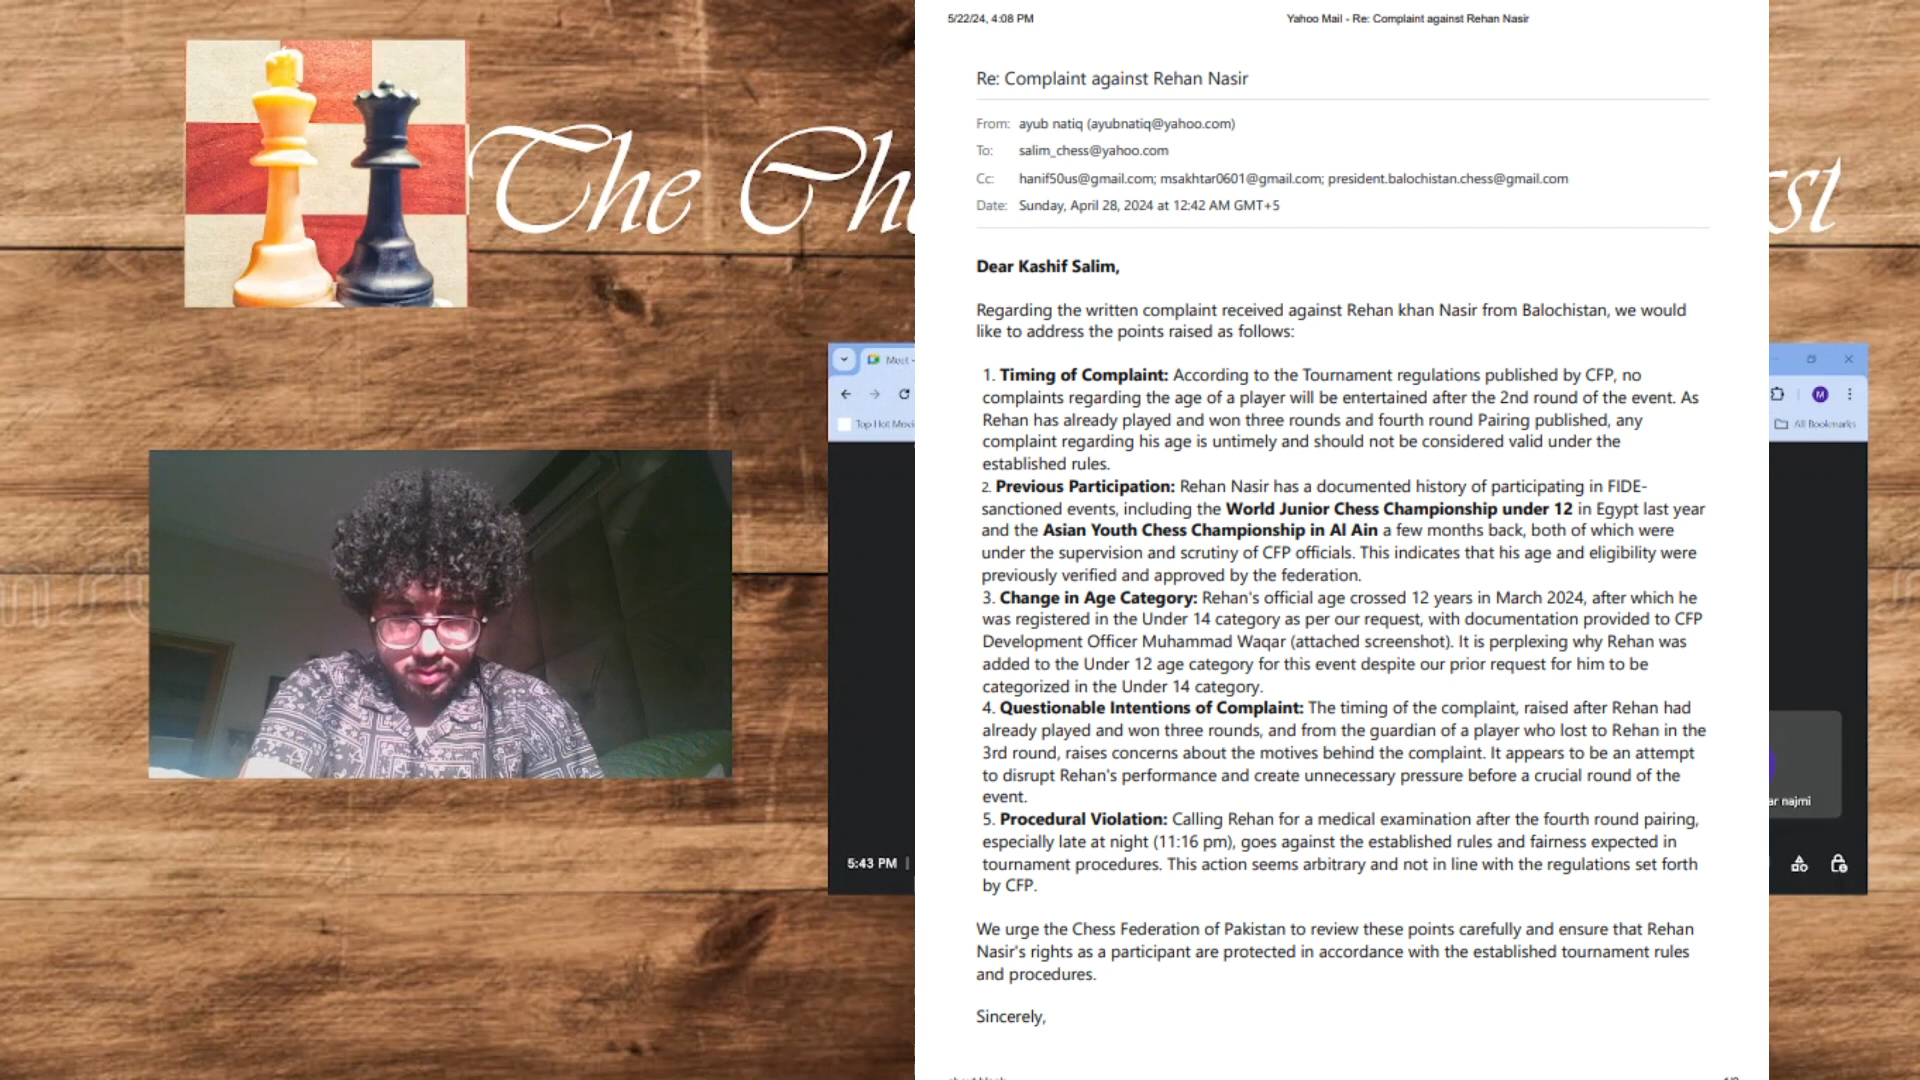 5/22/24, 4:08 PM
Yahoo Mail - Re: Complaint against Rehan Nasir
Re: Complaint against Rehan Nasir
From: ayub natiq (ayubnatiq@yahoo.com)
To: salim_chess@yahoo.com
Cc: hanif50us@gmail.com; msakhtar0601@gmail.com; president.balochistan.chess@gmail.com
Date: Sunday, April 28, 2024 at 12:42 AM GMT+5
The Ch
st
Dear Kashif Salim,
Regarding the written complaint received against Rehan khan Nasir from Balochistan, we would
like to address the points raised as follows:
1. Timing of Complaint: According to the Tournament regulations published by CFP, no
complaints regarding the age of a player will be entertained after the 2nd round of the event. As
Rehan has already played and won three rounds and fourth round Pairing published, any
complaint regarding his age is untimely and should not be considered valid under the
established rules.
2. Previous Participation: Rehan Nasir has a documented history of participating in FIDE-
sanctioned events, including the World Junior Chess Championship under 12 in Egypt last year
and the Asian Youth Chess Championship in Al Ain a few months back, both of which were
under the supervision and scrutiny of CFP officials. This indicates that his age and eligibility were
previously verified and approved by the federation.
3. Change in Age Category: Rehan's official age crossed 12 years in March 2024, after which he
was registered in the Under 14 category as per our request, with documentation provided to CFP
Development Officer Muhammad Waqar (attached screenshot). It is perplexing why Rehan was
added to the Under 12 age category for this event despite our prior request for him to be
categorized in the Under 14 category.
4. Questionable Intentions of Complaint: The timing of the complaint, raised after Rehan had
already played and won three rounds, and from the guardian of a player who lost to Rehan in the
3rd round, raises concerns about the motives behind the complaint. It appears to be an attempt
to disrupt Rehan's performance and create unnecessary pressure before a crucial round of the
event.
5. Procedural Violation: Calling Rehan for a medical examination after the fourth round pairing,
especially late at night (11:16 pm), goes against the established rules and fairness expected in
tournament procedures. This action seems arbitrary and not in line with the regulations set forth
by CFP.
We urge the Chess Federation of Pakistan to review these points carefully and ensure that Rehan
Nasir's rights as a participant are protected in accordance with the established tournament rules
and procedures.
Sincerely,
Meet -
Top Hot Movi
M
All Bookmarks
ar najmi
5:43 PM